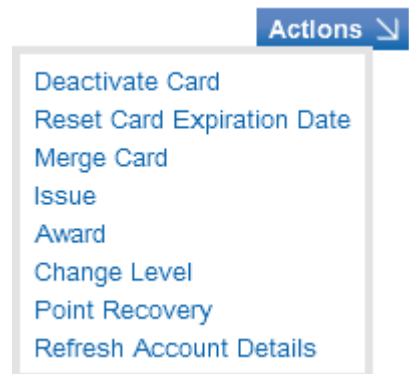 Actions
Deactivate Card
Reset Card Expiration Date
Merge Card
Issue
Award
Change Level
Point Recovery
Refresh Account Details